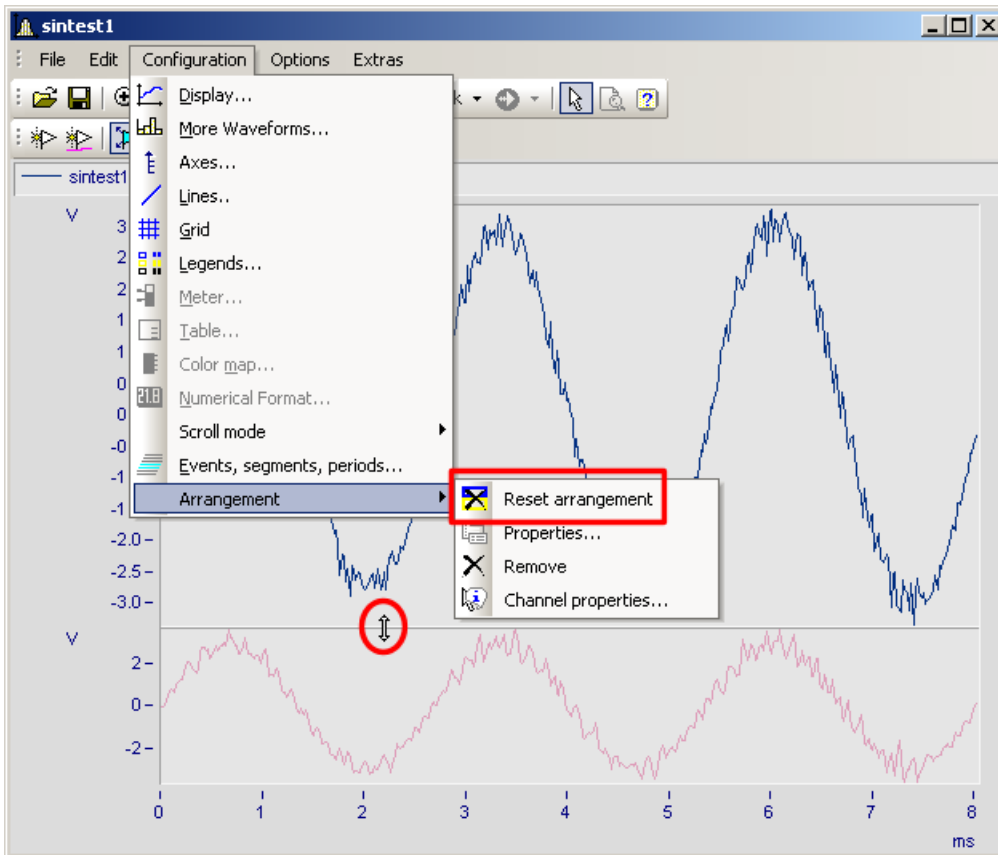 sintest1
File Edit Configuration Options Extras
Display...
More Waveforms...
Axes...
Lines..
Grid
Legends...
Meter...
Table...
Color map...
21.8
Numerical Format...
Scroll mode
Events, segments, periods...
Arrangement
Reset arrangement
Properties...
Remove
Channel properties...
k
sintest1
V
3
2
2
1
1
0
0
-0
-1
-1
-2.0
-2.5
-3.0
V
2
0
-2
0 1 2 3 4 5 6 7 8
ms